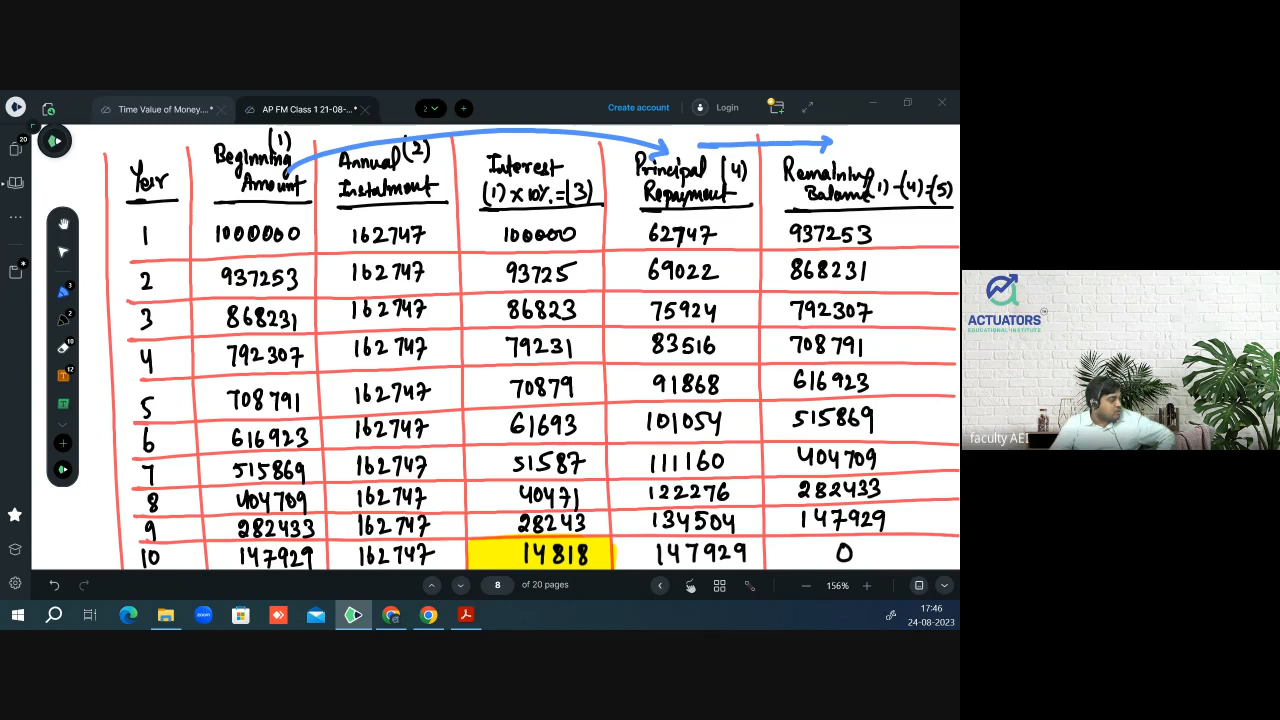 Time Value of Money....*
AP FM Class 1 21-08-...*
2
+
Create account
Login
Year
Beginning Amount (1)
Annual Instalment (2)
Interest (1) x 10% = (3)
Principal Repayment (4)
Remaining Balance (1) - (4) = (5)
1 1000000 162747 100000 62747 937253
2 937253 162747 93725 69022 868231
3 868231 162747 86823 75924 792307
4 792307 162747 79231 83516 708791
5 708791 162747 70879 91868 616923
6 616923 162747 61693 101054 515869
7 515869 162747 51587 111160 404709
8 404709 162747 40471 122276 282433
9 282433 162747 28243 134504 147929
10 147929 162747 14818 147929 0
ACTUATORS
EDUCATIONAL INSTITUTE
faculty AEI
8 of 20 pages
156%
zoom
17:46
24-08-2023